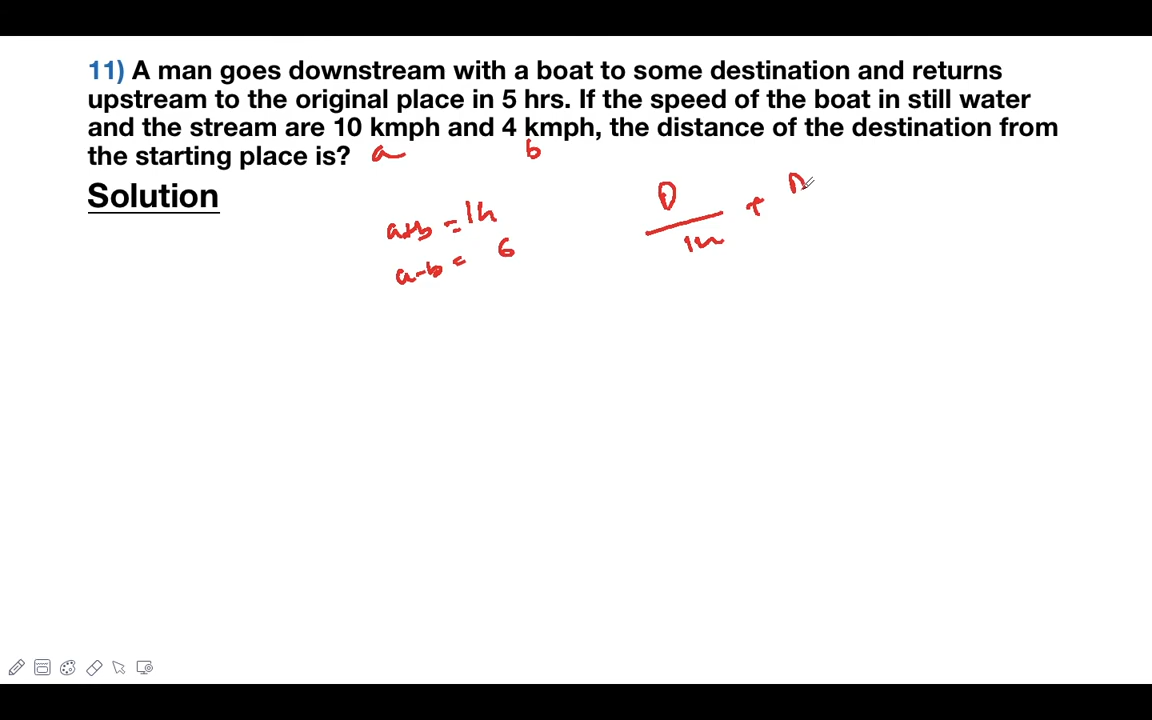 11) A man goes downstream with a boat to some destination and returns
upstream to the original place in 5 hrs. If the speed of the boat in still water
and the stream are 10 kmph and 4 kmph, the distance of the destination from
the starting place is? a b
Solution
a+b = 14
a-b = 6
D
14
+ D